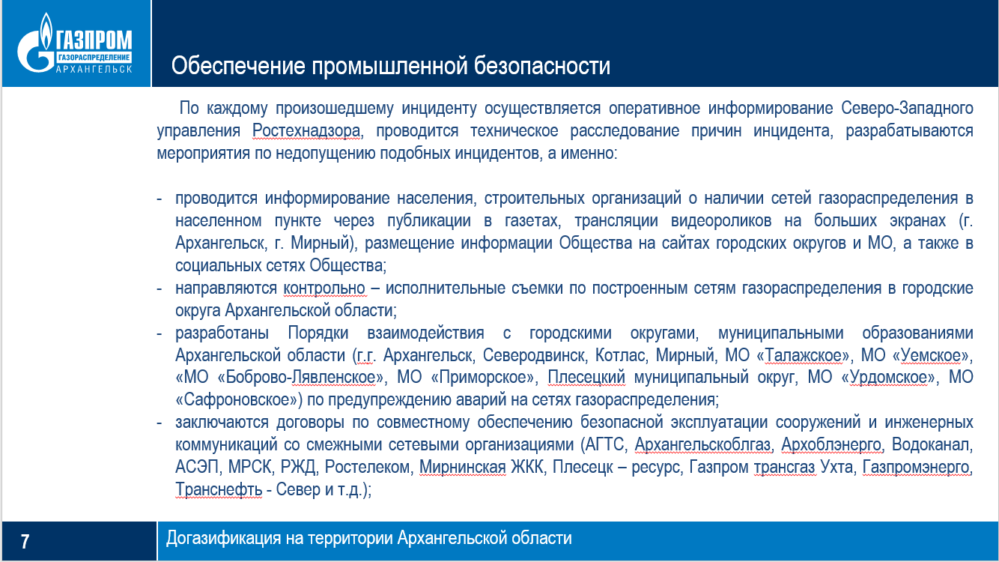 ГАЗПРОМ
ГАЗОРАСПРЕДЕЛЕНИЕ
АРХАНГЕЛЬСК
Обеспечение промышленной безопасности
По каждому произошедшему инциденту осуществляется оперативное информирование Северо-Западного
управления Ростехнадзора, проводится техническое расследование причин инцидента, разрабатываются
мероприятия по недопущению подобных инцидентов, а именно:
- проводится информирование населения, строительных организаций о наличии сетей газораспределения в
населенном пункте через публикации в газетах, трансляции видеороликов на больших экранах (г.
Архангельск, г. Мирный), размещение информации Общества на сайтах городских округов и МО, а также в
социальных сетях Общества;
- направляются контрольно – исполнительные съемки по построенным сетям газораспределения в городские
округа Архангельской области;
- разработаны Порядки взаимодействия с городскими округами, муниципальными образованиями
Архангельской области (г.г. Архангельск, Северодвинск, Котлас, Мирный, МО «Талажское», МО «Уемское»,
«МО «Боброво-Лявленское», МО «Приморское», Плесецкий муниципальный округ, МО «Урдомское», МО
«Сафроновское») по предупреждению аварий на сетях газораспределения;
- заключаются договоры по совместному обеспечению безопасной эксплуатации сооружений и инженерных
коммуникаций со смежными сетевыми организациями (АГТС, Архангельскоблгаз, Архоблэнерго, Водоканал,
АСЭП, МРСК, РЖД, Ростелеком, Мирнинская ЖКК, Плесецк – ресурс, Газпром трансгаз Ухта, Газпромэнерго,
Транснефть - Север и т.д.);
7
Догазификация на территории Архангельской области